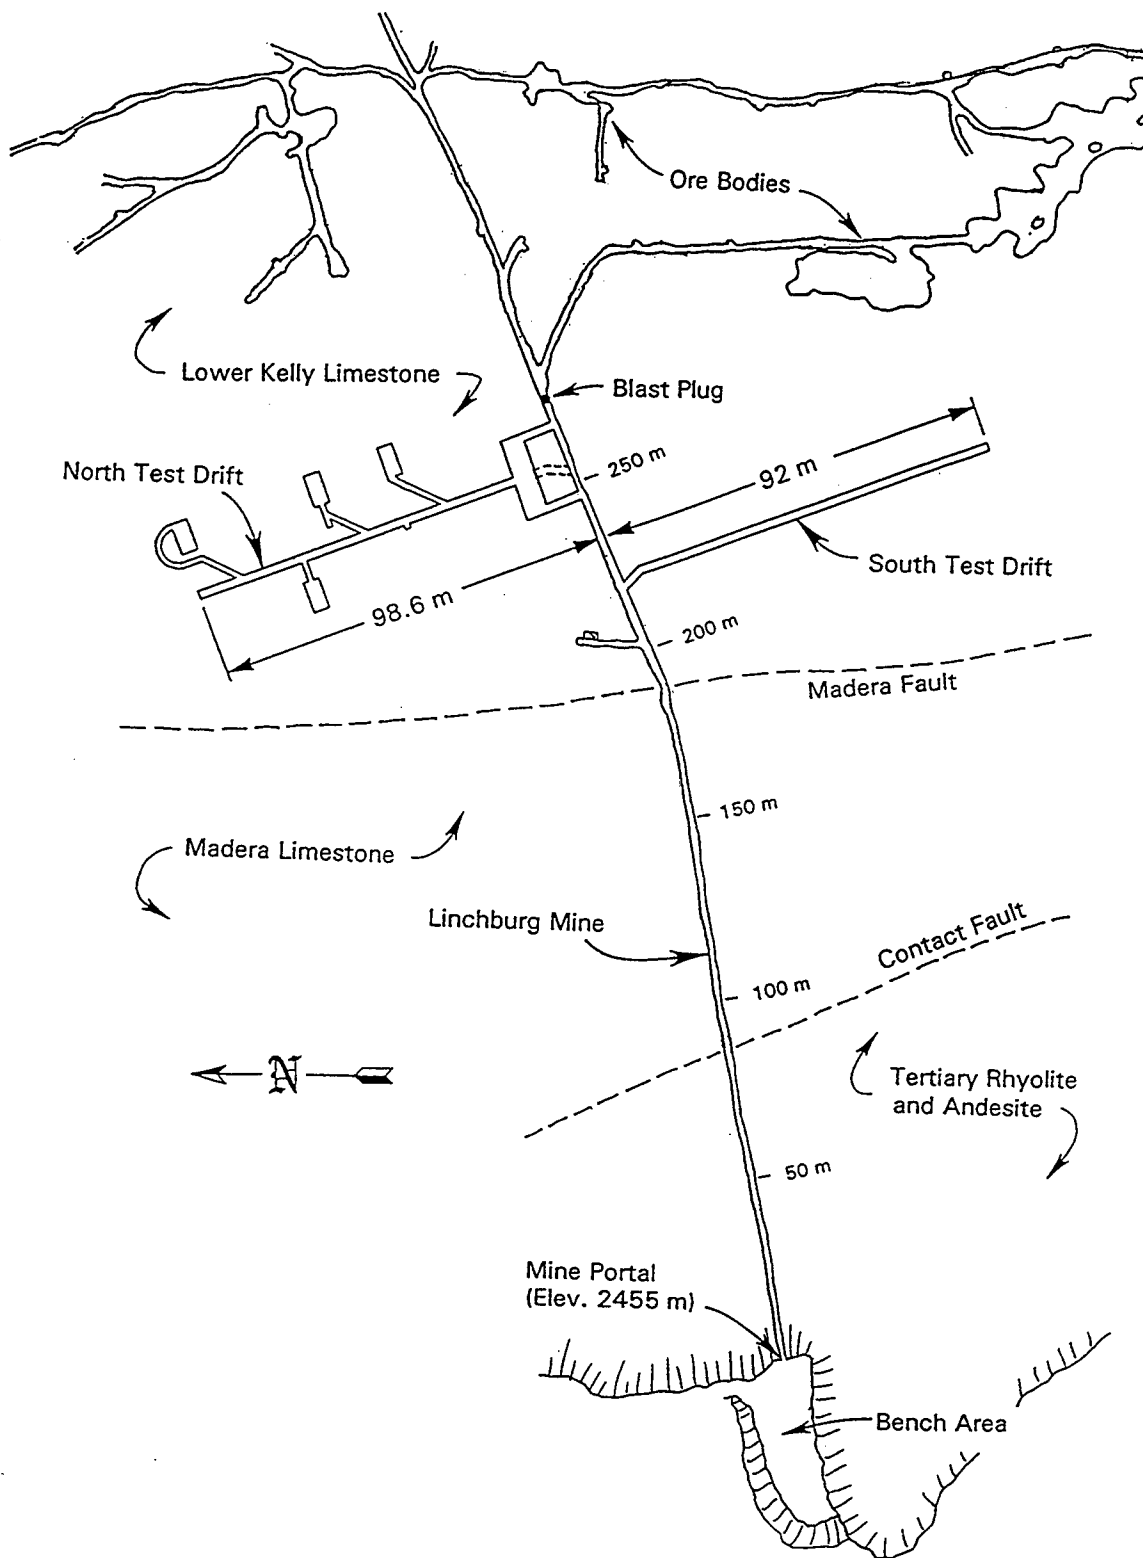 Ore Bodies
Lower Kelly Limestone
Blast Plug
North Test Drift
250 m
92 m
South Test Drift
98.6 m
200 m
Madera Fault
150 m
Madera Limestone
Linchburg Mine
Contact Fault
100 m
N
Tertiary Rhyolite
and Andesite
50 m
Mine Portal
(Elev. 2455 m)
Bench Area